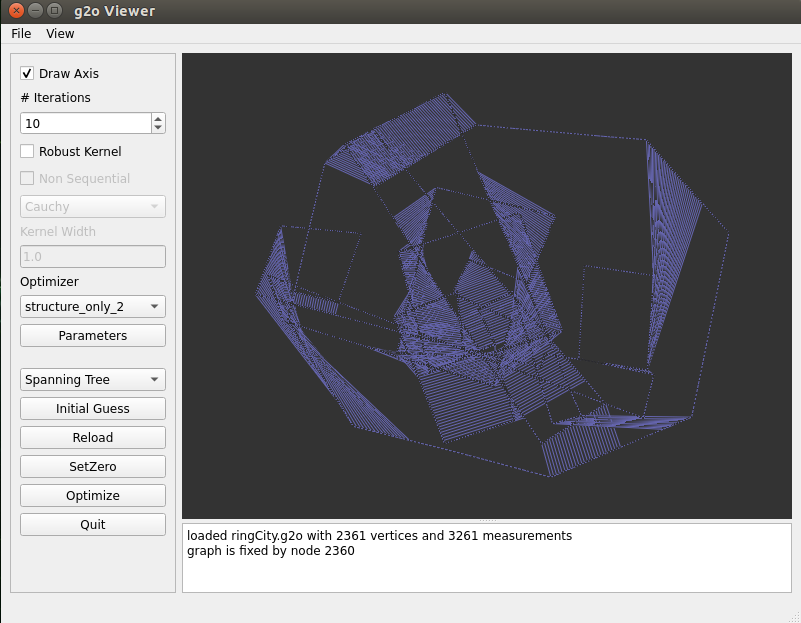 g2o Viewer
File View
Draw Axis
# Iterations
10
Robust Kernel
Non Sequential
Cauchy
Kernel Width
1.0
Optimizer
structure_only_2
Parameters
Spanning Tree
Initial Guess
Reload
SetZero
Optimize
Quit
loaded ringCity.g2o with 2361 vertices and 3261 measurements
graph is fixed by node 2360